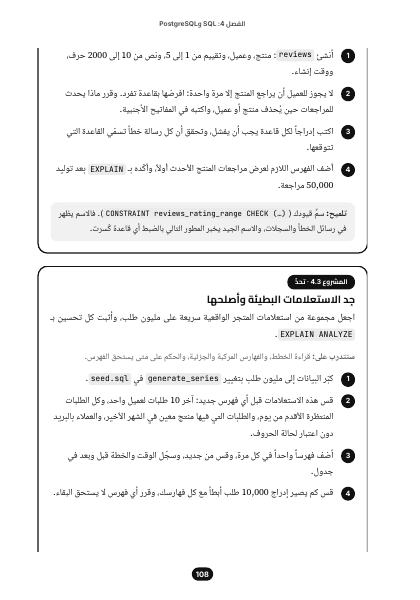 الفصل 4: SQL وPostgreSQL
1 أنشئ reviews: منتج، وعميل، وتقييم من 1 إلى 5، ونص من 10 إلى 2000 حرف،
ووقت إنشاء.
2 لا يجوز للعميل أن يراجع المنتج إلا مرة واحدة: افرضها بقاعدة تفرد. وقرر ماذا يحدث
للمراجعات حين يُحذف منتج أو عميل، واكتبه في المفاتيح الأجنبية.
3 اكتب إدراجاً لكل قاعدة يجب أن يفشل، وتحقق أن كل رسالة خطأ تسمّي القاعدة التي
تتوقعها.
4 أضف الفهرس اللازم لعرض مراجعات المنتج الأحدث أولاً، وأكّده بـ EXPLAIN بعد توليد
50,000 مراجعة.
تلميح: سمِّ قيودك ( CONSTRAINT reviews_rating_range CHECK (…) ). فالاسم يظهر
في رسائل الخطأ والسجلات، والاسم الجيد يخبر المطور التالي بالضبط أي قاعدة كُسرت.
المشروع 4.3 · تحدٍّ
جد الاستعلامات البطيئة وأصلحها
اجعل مجموعة من استعلامات المتجر الواقعية سريعة على مليون طلب، وأثبت كل تحسين بـ
EXPLAIN ANALYZE.
ستتدرب على: قراءة الخطط، والفهارس المركبة والجزئية، والحكم على متى يستحق الفهرس.
1 كبّر البيانات إلى مليون طلب بتغيير generate_series في seed.sql.
2 قس هذه الاستعلامات قبل أي فهرس جديد: آخر 10 طلبات لعميل واحد، وكل الطلبات
المنتظرة الأقدم من يوم، والطلبات التي فيها منتج معين في الشهر الأخير، والعملاء بالبريد
دون اعتبار لحالة الحروف.
3 أضف فهرساً واحداً في كل مرة، وقس من جديد، وسجّل الوقت والخطة قبل وبعد في
جدول.
4 قس كم يصير إدراج 10,000 طلب أبطأ مع كل فهارسك، وقرر أي فهرس لا يستحق البقاء.
108